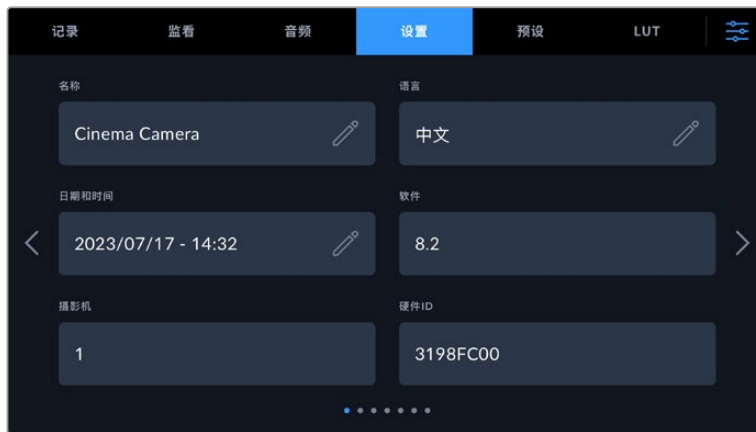 记录 监看 音频 设置 预设 LUT
名称 语言
Cinema Camera 中文
日期和时间 软件
2023/07/17 - 14:32 8.2
摄影机 硬件ID
1 3198FC00